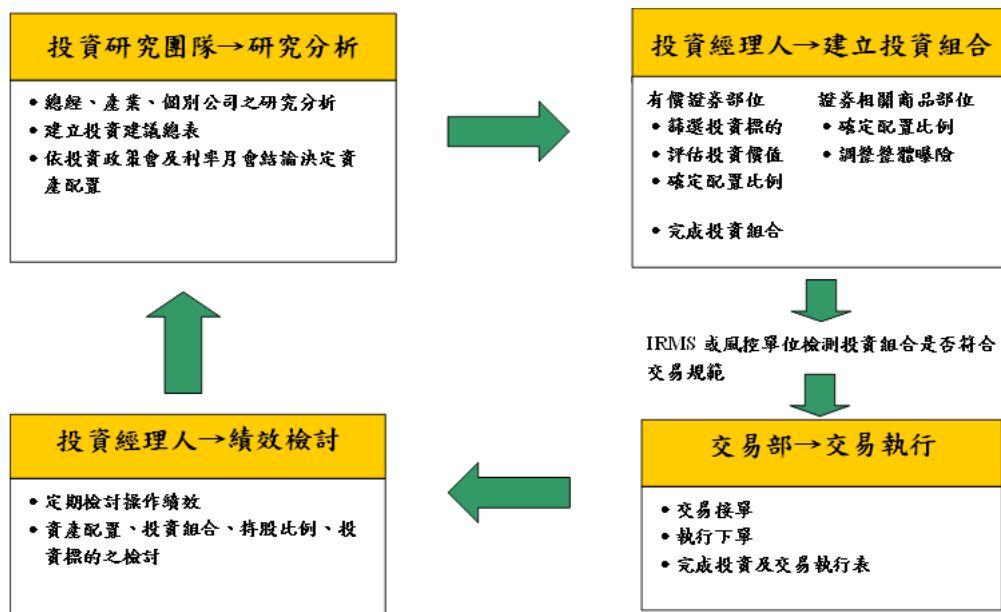 投資研究團隊→研究分析
• 總經、產業、個別公司之研究分析
• 建立投資建議總表
• 依投資政策會及利率月會結論決定資
產配置
投資經理人→建立投資組合
有價證券部位
• 篩選投資標的
• 評估投資價值
• 確定配置比例
• 完成投資組合
證券相關商品部位
• 確定配置比例
• 調整整體曝險
IRMS 或風控單位檢測投資組合是否符合
交易規範
交易部→交易執行
• 交易接單
• 執行下單
• 完成投資及交易執行表
投資經理人→績效檢討
• 定期檢討操作績效
• 資產配置、投資組合、持股比例、投
資標的之檢討